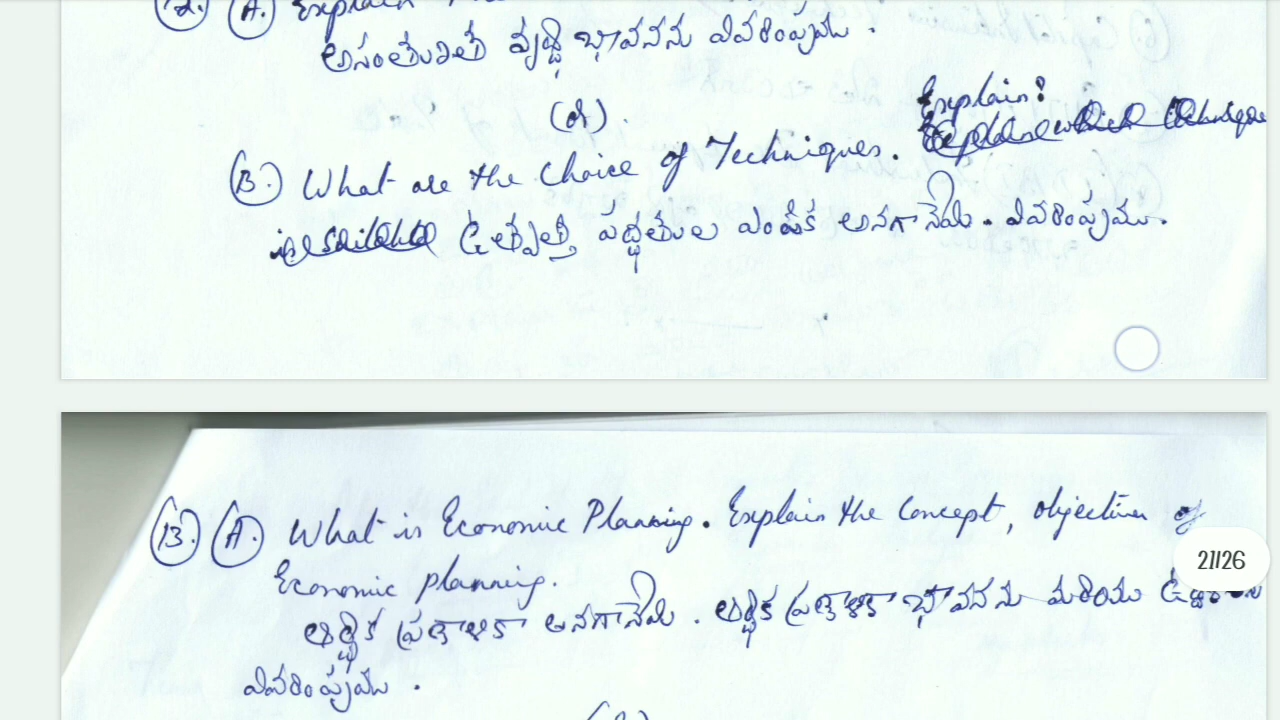 (A.) Explain
అసంతులిత వృద్ధి భావనను వివరింపుము.
(or).
(B.) What are the Choice of Techniques. Explain?
ఉత్పత్తి పద్ధతుల ఎంపిక అనగానేమి. వివరింపుము.
(13.) (A.) What is Economic Planning. Explain the Concept, Objectives of
Economic planning.
21/26
ఆర్థిక ప్రణాళికా అనగానేమి. ఆర్థిక ప్రణాళికా భావనను మరియు
వివరింపుము.